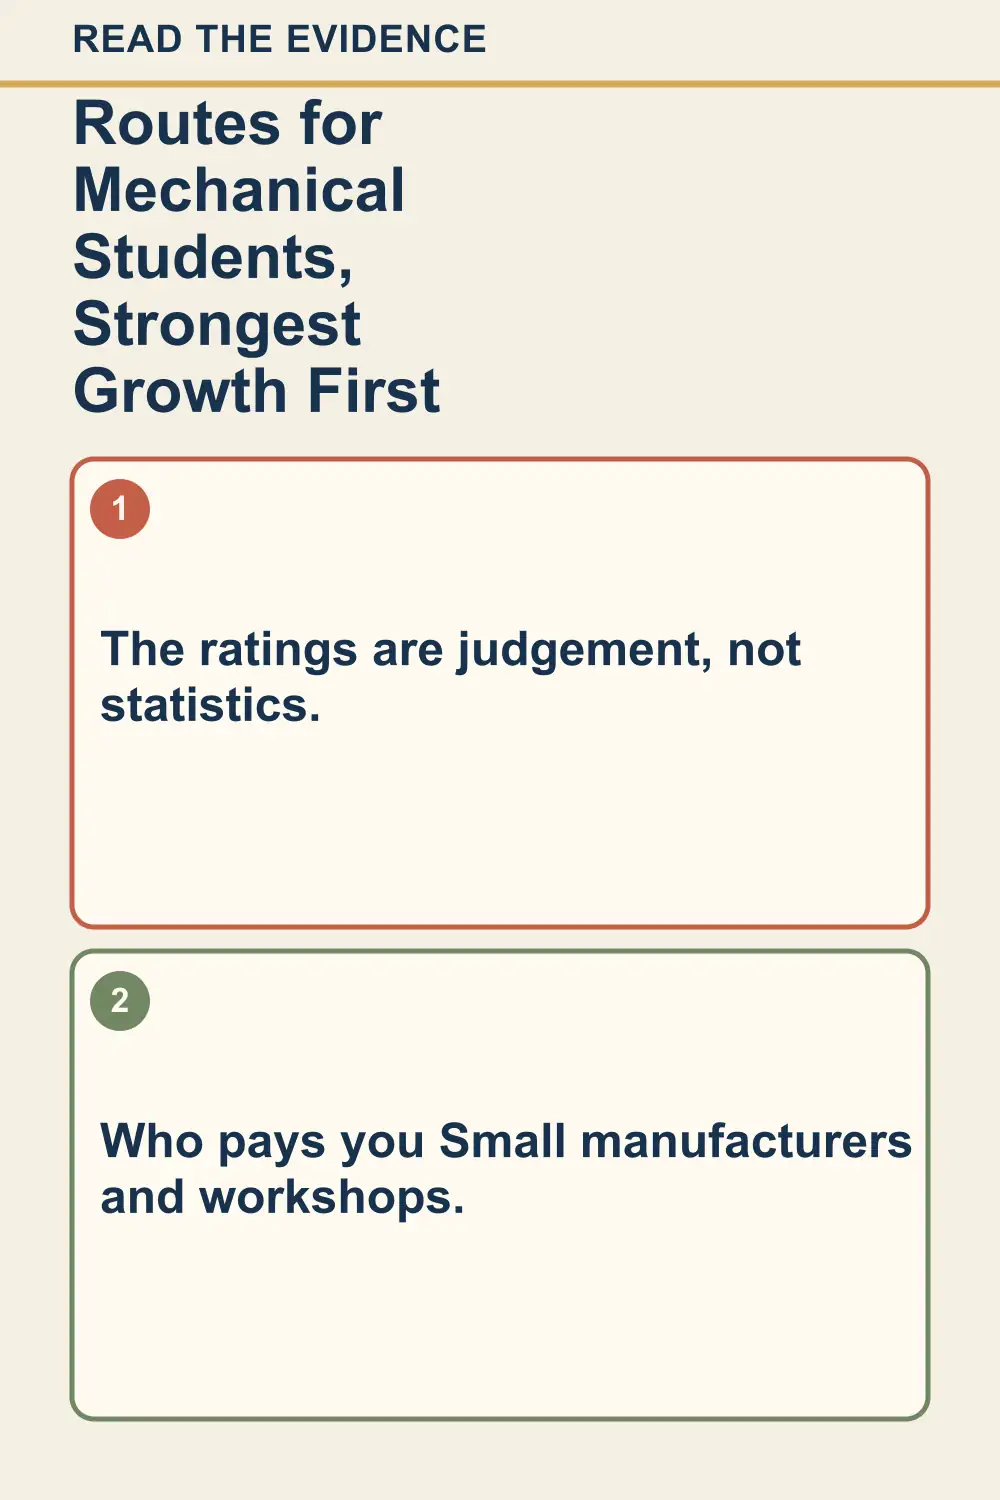 READ THE EVIDENCE
Routes for
Mechanical
Students,
Strongest
Growth First
1
The ratings are judgement, not
statistics.
2
Who pays you Small manufacturers
and workshops.